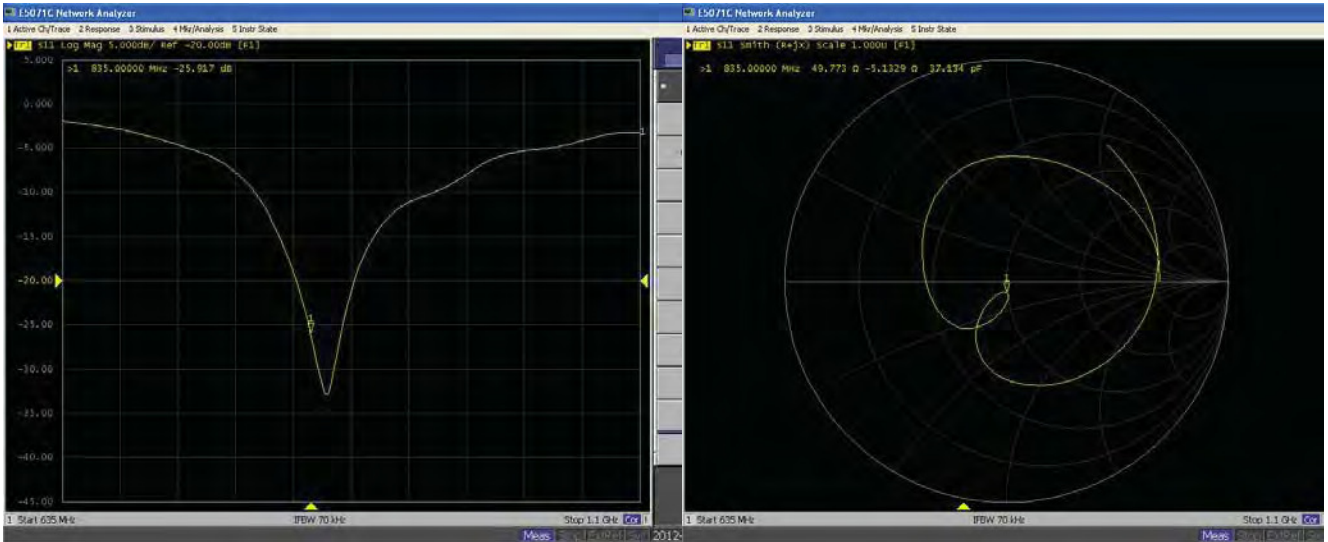 E5071C Network Analyzer
1 Active Ch/Trace 2 Response 3 Stimulus 4 Mkr/Analysis 5 Instr State
Tr1 S11 Log Mag 5.000dB/ Ref -20.00dB [F1]
5.000
>1 835.00000 MHz -25.917 dB
0.000
-5.000
-10.00
-15.00
-20.00
-25.00
-30.00
-35.00
-40.00
-45.00
1
1
1 Start 635 MHz IFBW 70 kHz Stop 1.1 GHz Cor !
Meas 2012-
E5071C Network Analyzer
1 Active Ch/Trace 2 Response 3 Stimulus 4 Mkr/Analysis 5 Instr State
Tr1 S11 Smith (R+jX) Scale 1.000U [F1]
>1 835.00000 MHz 49.773 Ω -5.1329 Ω 37.134 pF
1
1 Start 635 MHz IFBW 70 kHz Stop 1.1 GHz Cor
Meas